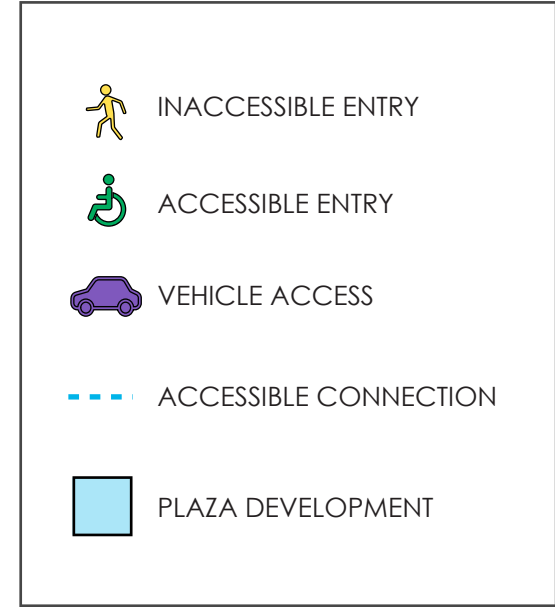 INACCESSIBLE ENTRY
ACCESSIBLE ENTRY
VEHICLE ACCESS
ACCESSIBLE CONNECTION
PLAZA DEVELOPMENT